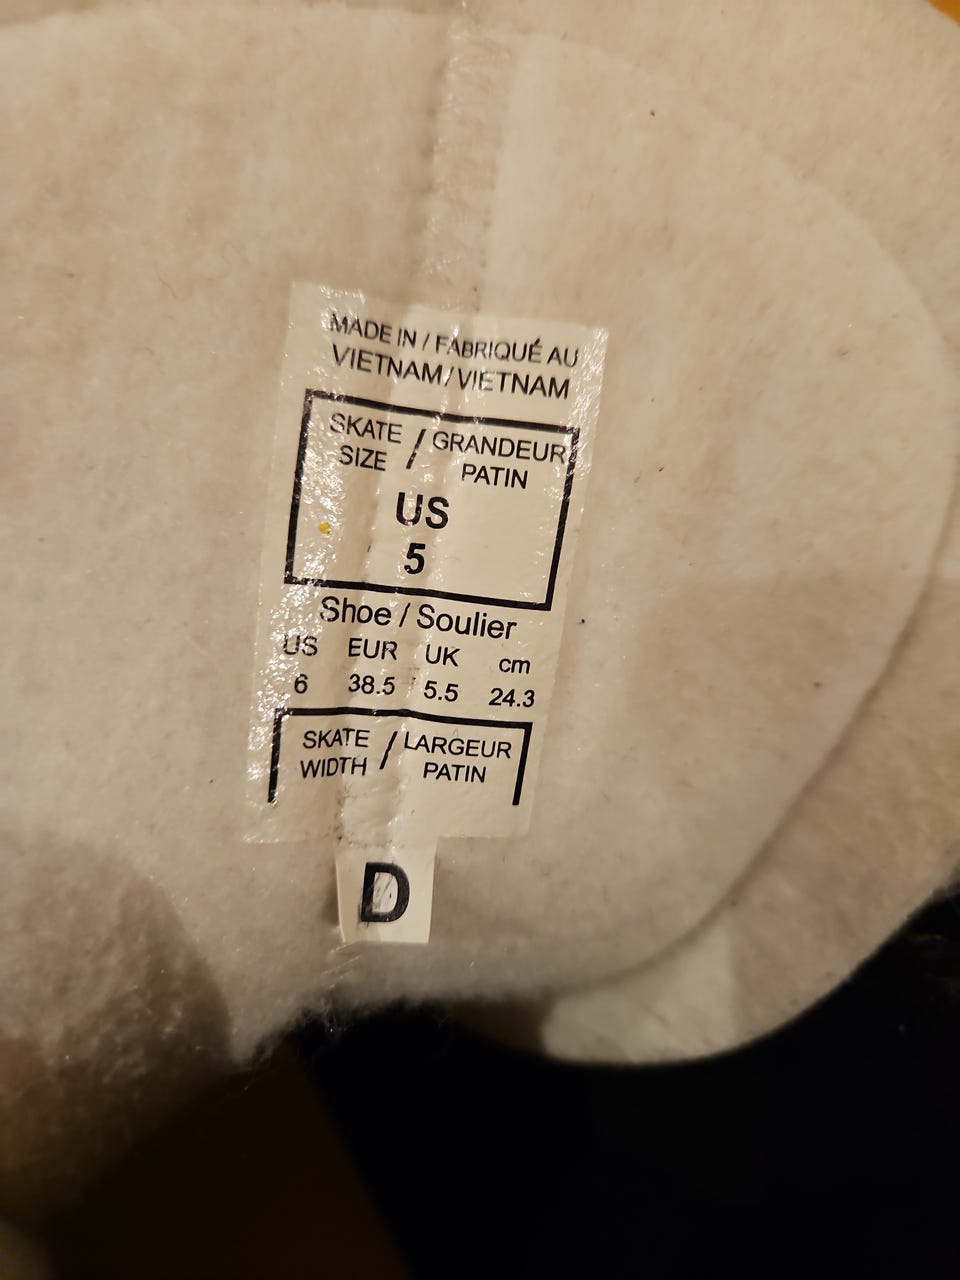 MADE IN / FABRIQUÉ AU
VIETNAM/VIETNAM
SKATE / GRANDEUR
SIZE PATIN
US
5
Shoe / Soulier
US EUR UK cm
6 38.5 5.5 24.3
SKATE / LARGEUR
WIDTH PATIN
D